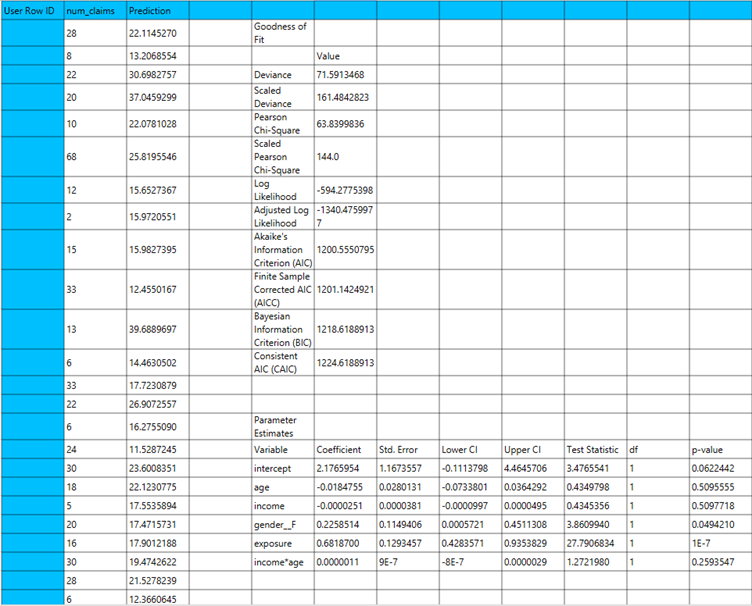 User Row ID num_claims Prediction
28 22.1145270 Goodness of
Fit
8 13.2068554 Value
22 30.6982757 Deviance 71.5913468
20 37.0459299 Scaled
Deviance 161.4842823
10 22.0781028 Pearson
Chi-Square 63.8399836
68 25.8195546 Scaled
Pearson
Chi-Square 144.0
12 15.6527367 Log
Likelihood -594.2775398
2 15.9720551 Adjusted Log
Likelihood -1340.475997
7
15 15.9827395 Akaike's
Information
Criterion (AIC) 1200.5550795
33 12.4550167 Finite Sample
Corrected AIC
(AICC) 1201.1424921
13 39.6889697 Bayesian
Information
Criterion (BIC) 1218.6188913
6 14.4630502 Consistent
AIC (CAIC) 1224.6188913
33 17.7230879
22 26.9072557
6 16.2755090 Parameter
Estimates
24 11.5287245 Variable Coefficient Std. Error Lower CI Upper CI Test Statistic df p-value
30 23.6008351 intercept 2.1765954 1.1673557 -0.1113798 4.4645706 3.4765541 1 0.0622442
18 22.1230775 age -0.0184755 0.0280131 -0.0733801 0.0364292 0.4349798 1 0.5095555
5 17.5535894 income -0.0000251 0.0000381 -0.0000997 0.0000495 0.4345356 1 0.5097718
20 17.4715731 gender__F 0.2258514 0.1149406 0.0005721 0.4511308 3.8609940 1 0.0494210
16 17.9012188 exposure 0.6818700 0.1293457 0.4283571 0.9353829 27.7906834 1 1E-7
30 19.4742622 income*age 0.0000011 9E-7 -8E-7 0.0000029 1.2721980 1 0.2593547
28 21.5278239
6 12.3660645